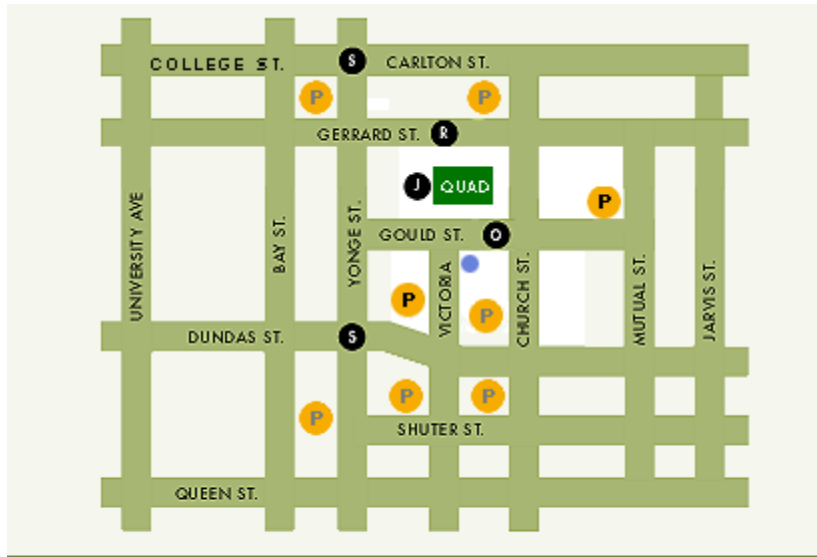 COLLEGE ST.
S
CARLTON ST.
P
P
GERRARD ST.
R
J
QUAD
P
UNIVERSITY AVE
BAY ST.
YONGE ST.
GOULD ST.
O
VICTORIA
CHURCH ST.
MUTUAL ST.
JARVIS ST.
P
P
DUNDAS ST.
S
P
P
P
SHUTER ST.
QUEEN ST.